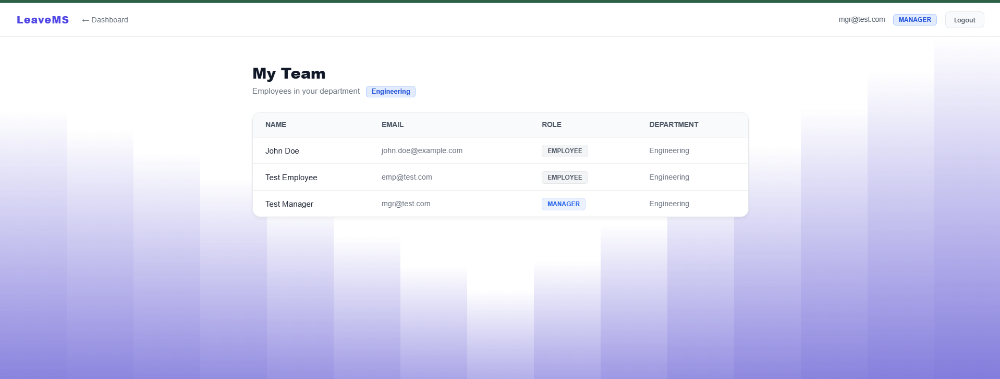 LeaveMS ← Dashboard mgr@test.com MANAGER Logout
My Team
Employees in your department Engineering
NAME EMAIL ROLE DEPARTMENT
John Doe john.doe@example.com EMPLOYEE Engineering
Test Employee emp@test.com EMPLOYEE Engineering
Test Manager mgr@test.com MANAGER Engineering